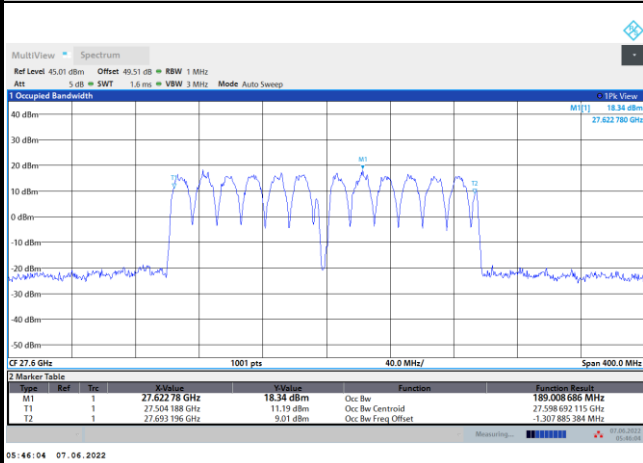 MultiView Spectrum
Ref Level 45.01 dBm Offset 49.51 dB RBW 1 MHz
Att 5 dB SWT 1.6 ms VBW 3 MHz Mode Auto Sweep
1 Occupied Bandwidth 1Pk View
M1[1] 18.34 dBm
27.622 780 GHz
40 dBm
30 dBm
M1
20 dBm
T1 T2
10 dBm
0 dBm
-10 dBm
-20 dBm
-30 dBm
-40 dBm
-50 dBm
CF 27.6 GHz 1001 pts 40.0 MHz/ Span 400.0 MHz
2 Marker Table
Type Ref Trc X-Value Y-Value Function Function Result
M1 1 27.622 78 GHz 18.34 dBm Occ Bw 189.008 686 MHz
T1 1 27.504 188 GHz 11.19 dBm Occ Bw Centroid 27.598 692 115 GHz
T2 1 27.693 196 GHz 9.01 dBm Occ Bw Freq Offset -1.307 885 384 MHz
Measuring... 07.06.2022
05:46:04
05:46:04 07.06.2022